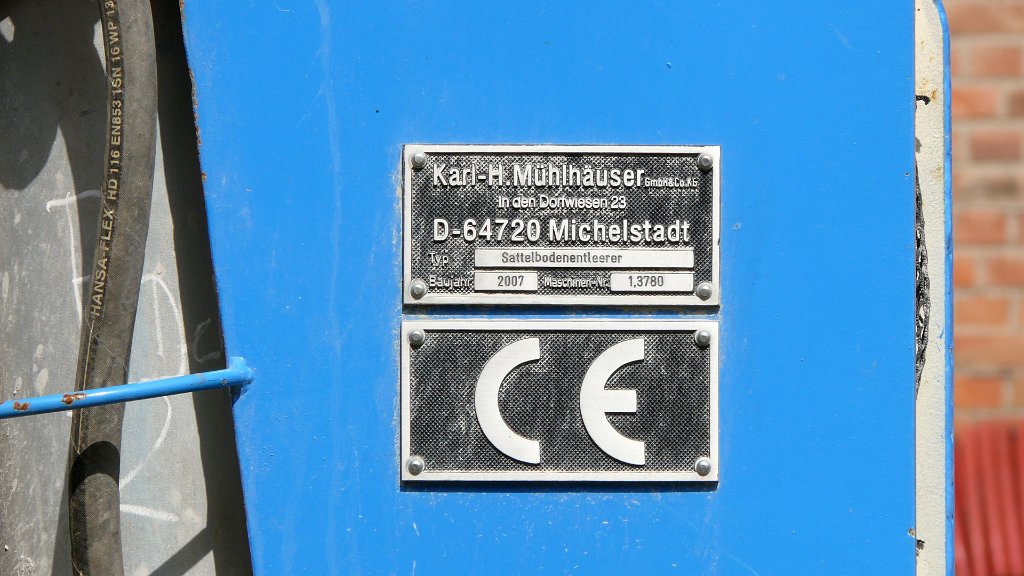 HANSA-FLEX HD 116 EN853 1SN 16 WP
Karl-H. Mühlhäuser GmbH&Co.KG
In den Dorfwiesen 23
D-64720 Michelstadt
Typ Sattelbodenentleerer
Baujahr 2007 Maschinen-Nr. 1,3780
CE